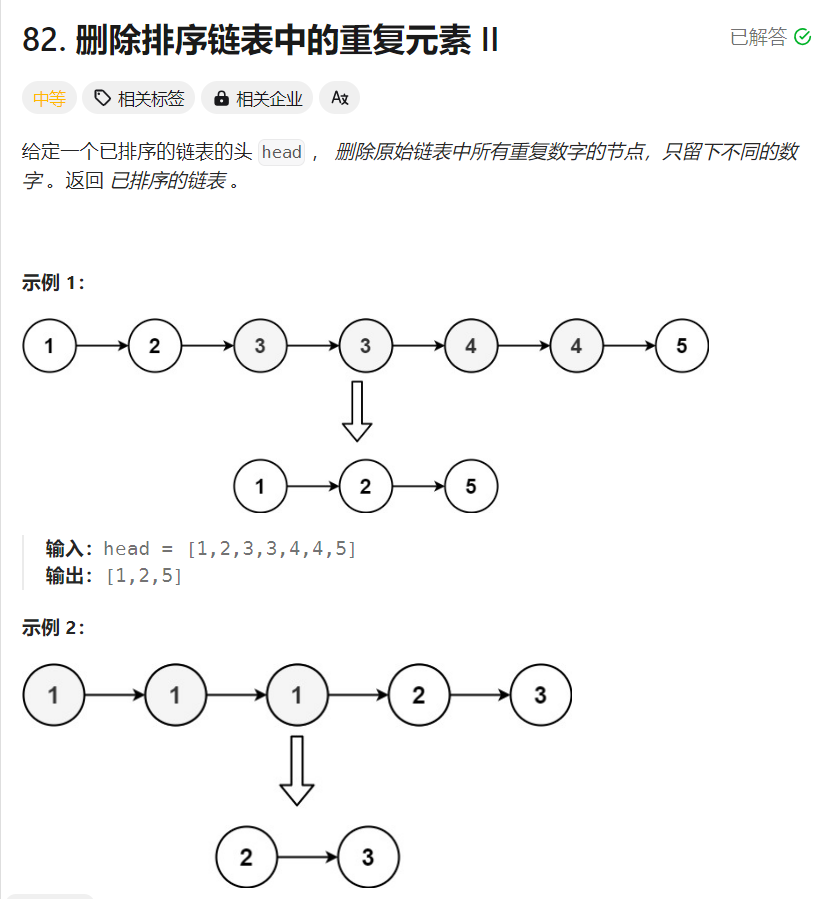 82. 删除排序链表中的重复元素 II
已解答
中等 相关标签 相关企业 Aあ
给定一个已排序的链表的头 head ， 删除原始链表中所有重复数字的节点，只留下不同的数
字 。返回 已排序的链表 。
示例 1：
1 2 3 3 4 4 5
1 2 5
输入：head = [1,2,3,3,4,4,5]
输出：[1,2,5]
示例 2：
1 1 1 2 3
2 3